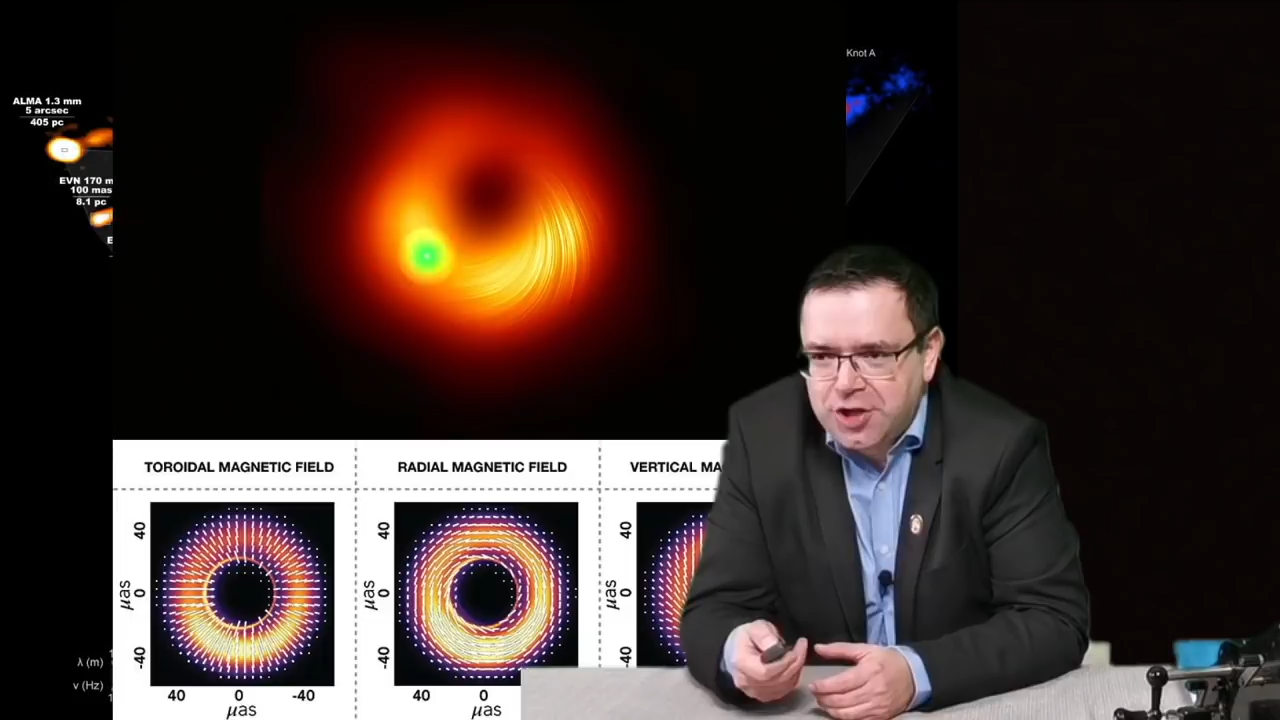 Knot A
ALMA 1.3 mm
5 arcsec
405 pc
EVN 170 m
100 mas
8.1 pc
E
TOROIDAL MAGNETIC FIELD
RADIAL MAGNETIC FIELD
VERTICAL MA
40
0
-40
μas
40
0
-40
μas
40
0
-40
μas
40
0
-40
μas
40
0
μas
λ (m)
ν (Hz)